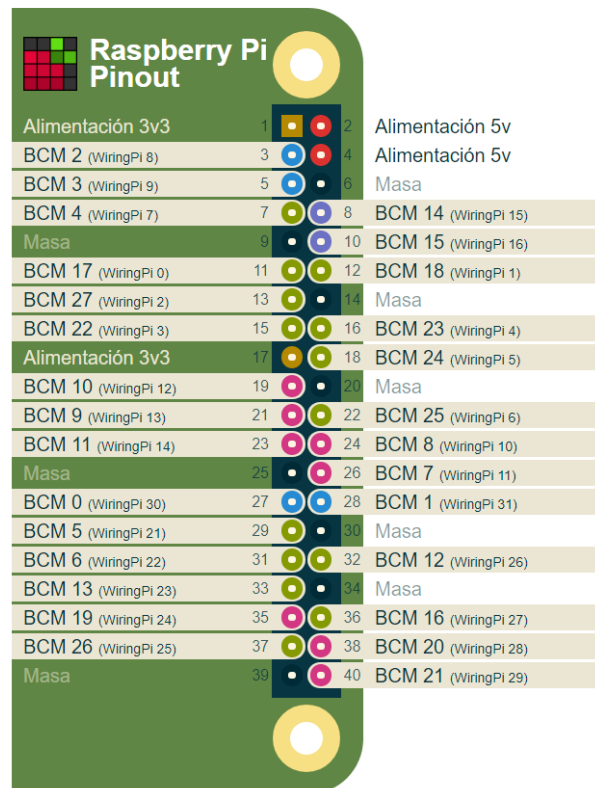 Raspberry Pi
Pinout
Alimentación 3v3 1 2 Alimentación 5v
BCM 2 (WiringPi 8) 3 4 Alimentación 5v
BCM 3 (WiringPi 9) 5 6 Masa
BCM 4 (WiringPi 7) 7 8 BCM 14 (WiringPi 15)
Masa 9 10 BCM 15 (WiringPi 16)
BCM 17 (WiringPi 0) 11 12 BCM 18 (WiringPi 1)
BCM 27 (WiringPi 2) 13 14 Masa
BCM 22 (WiringPi 3) 15 16 BCM 23 (WiringPi 4)
Alimentación 3v3 17 18 BCM 24 (WiringPi 5)
BCM 10 (WiringPi 12) 19 20 Masa
BCM 9 (WiringPi 13) 21 22 BCM 25 (WiringPi 6)
BCM 11 (WiringPi 14) 23 24 BCM 8 (WiringPi 10)
Masa 25 26 BCM 7 (WiringPi 11)
BCM 0 (WiringPi 30) 27 28 BCM 1 (WiringPi 31)
BCM 5 (WiringPi 21) 29 30 Masa
BCM 6 (WiringPi 22) 31 32 BCM 12 (WiringPi 26)
BCM 13 (WiringPi 23) 33 34 Masa
BCM 19 (WiringPi 24) 35 36 BCM 16 (WiringPi 27)
BCM 26 (WiringPi 25) 37 38 BCM 20 (WiringPi 28)
Masa 39 40 BCM 21 (WiringPi 29)